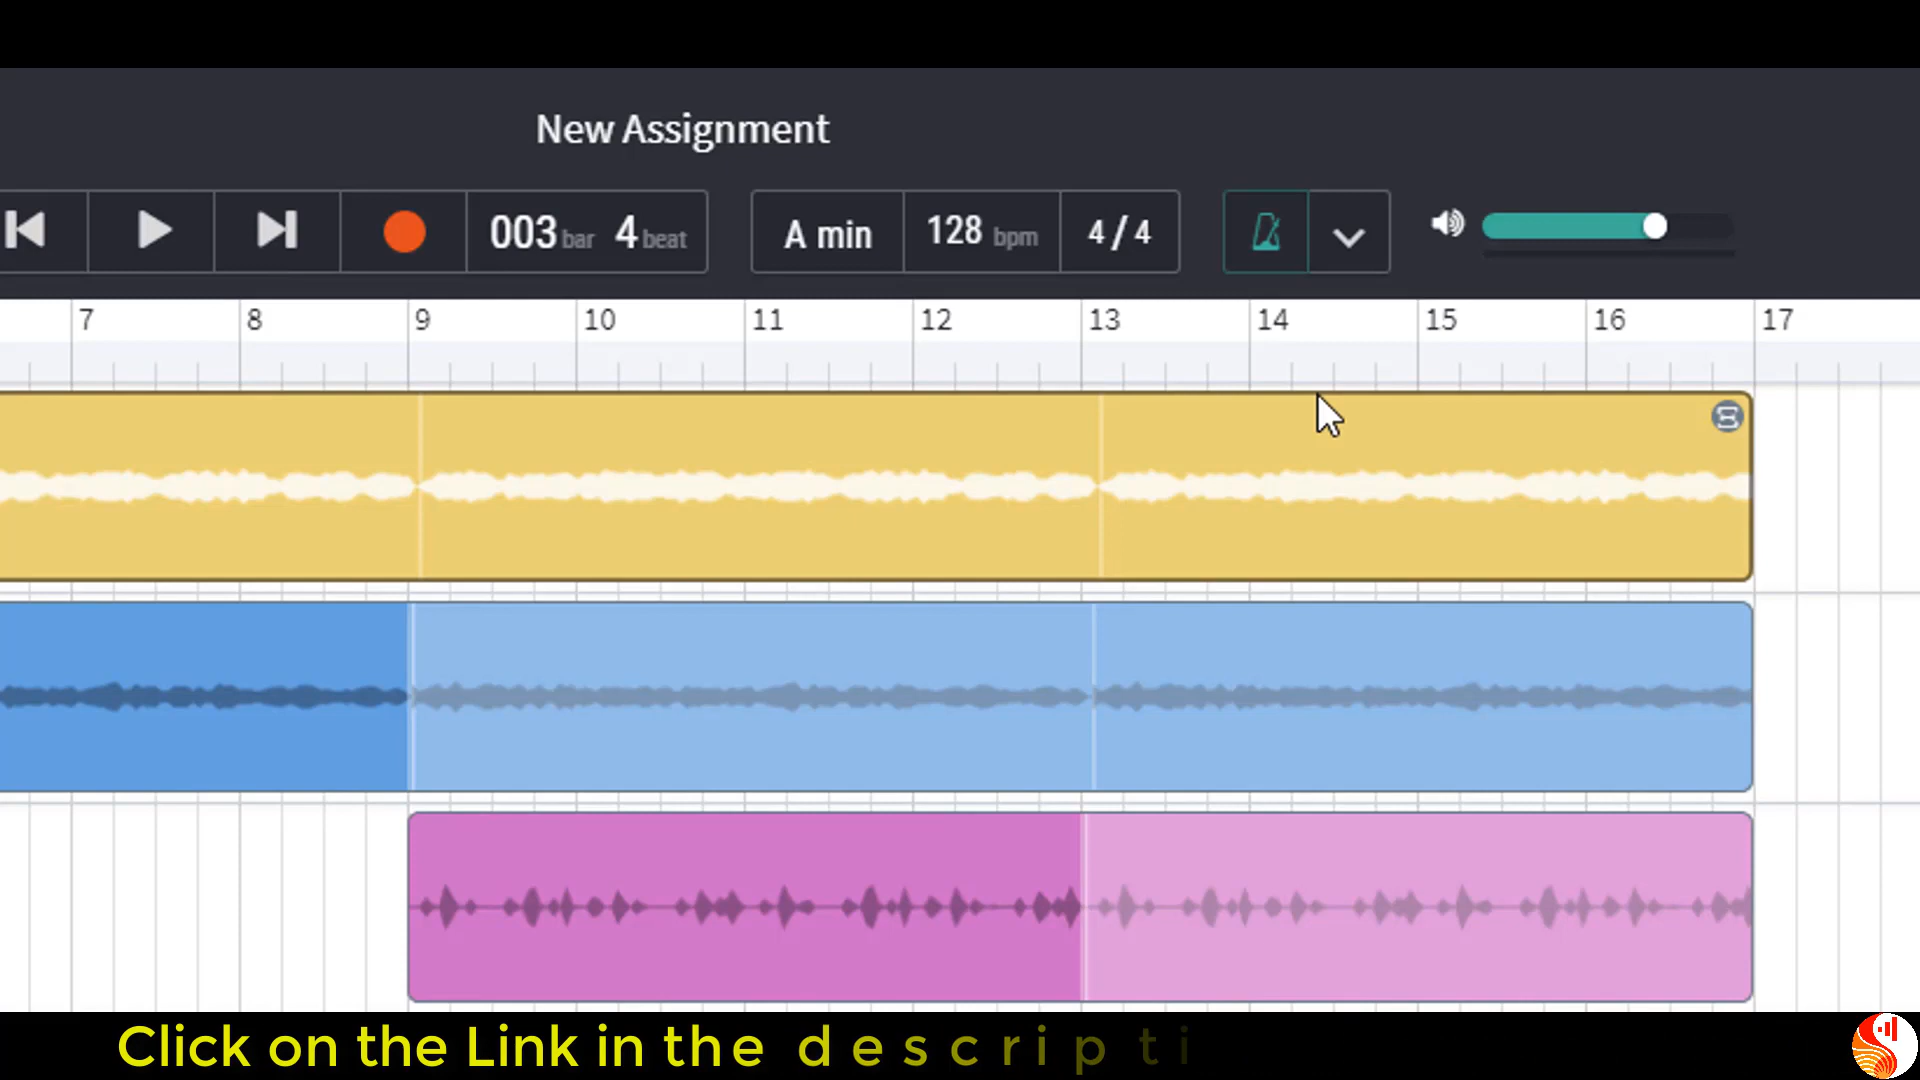 New Assignment
003 bar 4 beat A min 128 bpm 4/4
7 8 9 10 11 12 13 14 15 16 17
Click on the Link in the descripti